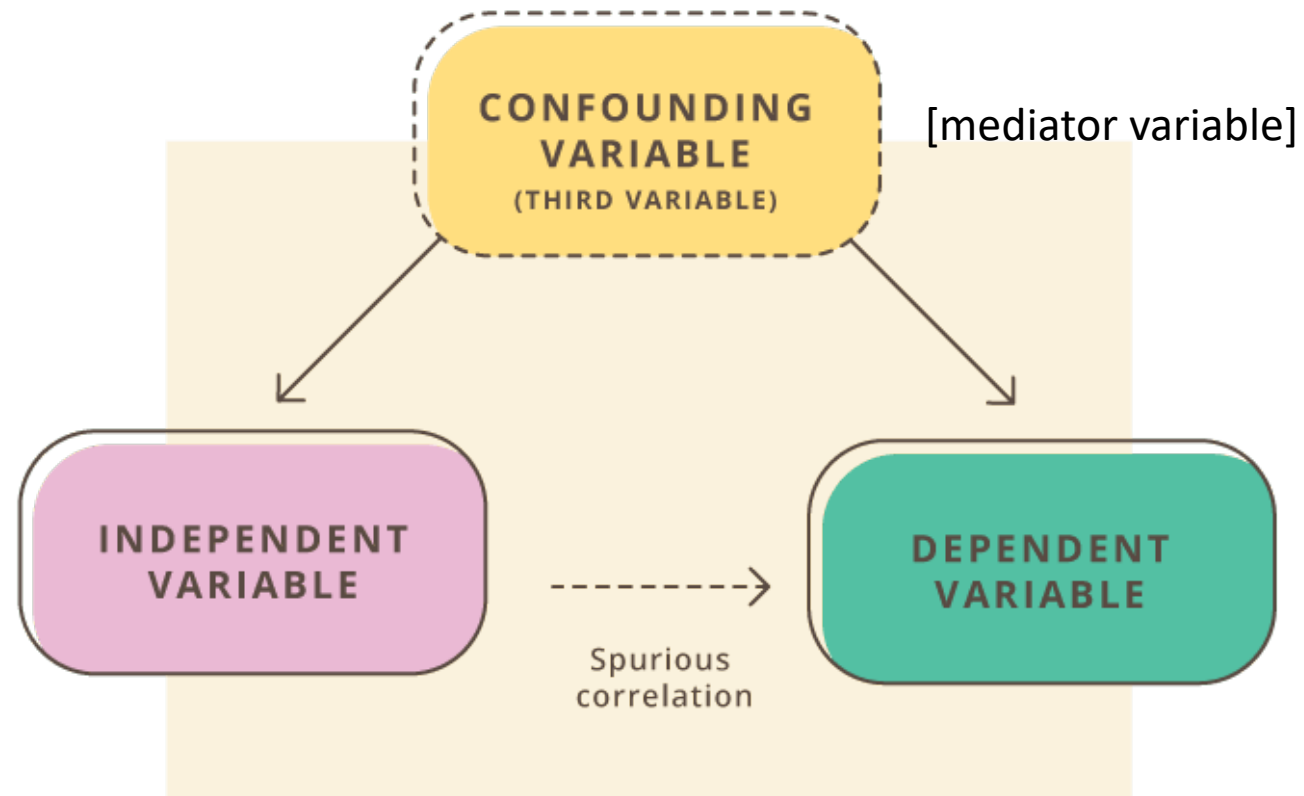 CONFOUNDING
VARIABLE
(THIRD VARIABLE)
[mediator variable]
INDEPENDENT
VARIABLE
DEPENDENT
VARIABLE
Spurious
correlation